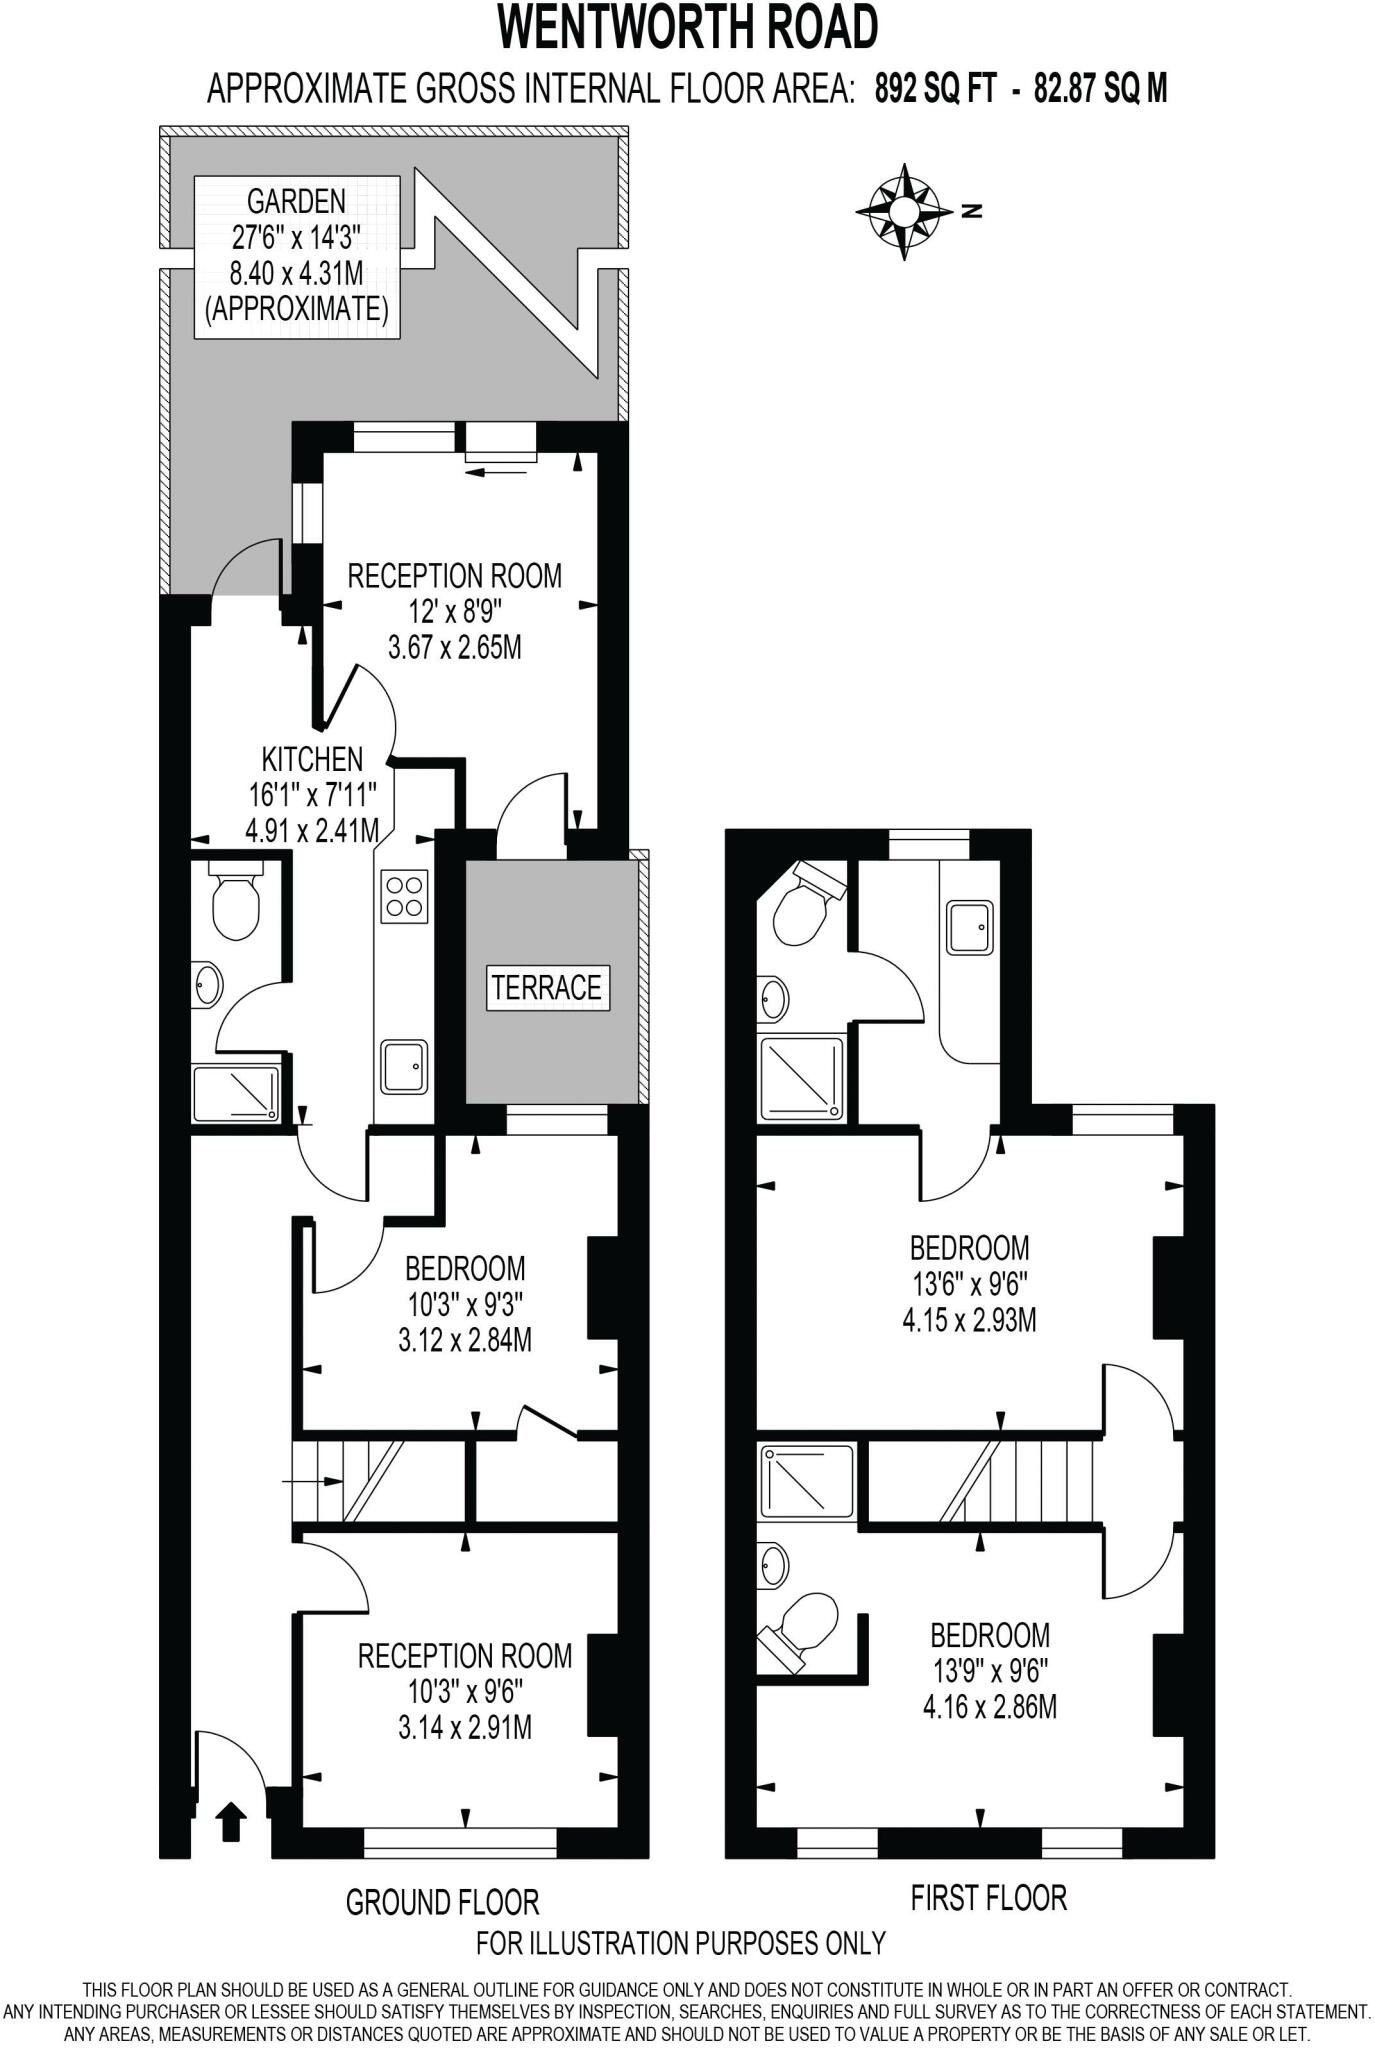 WENTWORTH ROAD
APPROXIMATE GROSS INTERNAL FLOOR AREA: 892 SQ FT - 82.87 SQ M
GARDEN
27'6" x 14'3"
8.40 x 4.31M
(APPROXIMATE)
N
RECEPTION ROOM
12' x 8'9"
3.67 x 2.65M
KITCHEN
16'1" x 7'11"
4.91 x 2.41M
TERRACE
BEDROOM
10'3" x 9'3"
3.12 x 2.84M
RECEPTION ROOM
10'3" x 9'6"
3.14 x 2.91M
GROUND FLOOR
BEDROOM
13'6" x 9'6"
4.15 x 2.93M
BEDROOM
13'9" x 9'6"
4.16 x 2.86M
FIRST FLOOR
FOR ILLUSTRATION PURPOSES ONLY
THIS FLOOR PLAN SHOULD BE USED AS A GENERAL OUTLINE FOR GUIDANCE ONLY AND DOES NOT CONSTITUTE IN WHOLE OR IN PART AN OFFER OR CONTRACT.
ANY INTENDING PURCHASER OR LESSEE SHOULD SATISFY THEMSELVES BY INSPECTION, SEARCHES, ENQUIRIES AND FULL SURVEY AS TO THE CORRECTNESS OF EACH STATEMENT.
ANY AREAS, MEASUREMENTS OR DISTANCES QUOTED ARE APPROXIMATE AND SHOULD NOT BE USED TO VALUE A PROPERTY OR BE THE BASIS OF ANY SALE OR LET.